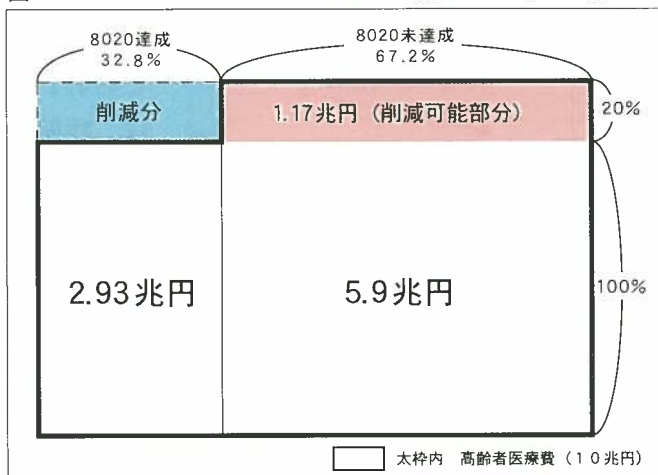 8020達成
32.8%
8020未達成
67.2%
削減分
1.17兆円（削減可能部分）
20%
2.93兆円
5.9兆円
100%
太枠内 高齢者医療費（１０兆円）